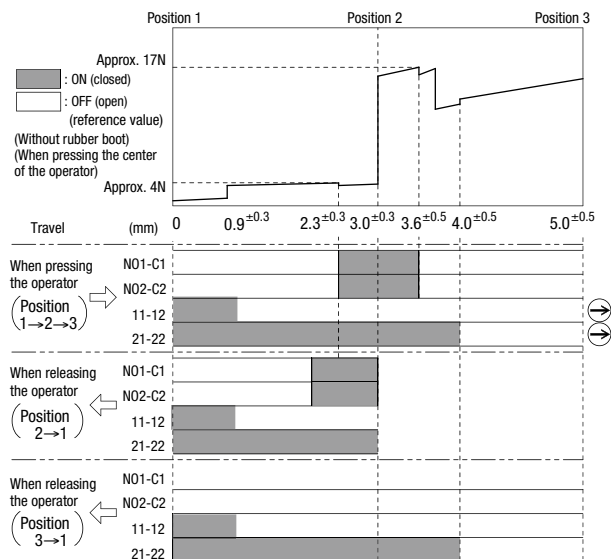 Position 1 Position 2 Position 3
Approx. 17N
: ON (closed)
: OFF (open)
(reference value)
(Without rubber boot)
(When pressing the center
of the operator)
Approx. 4N
Travel (mm) 0 0.9±0.3 2.3±0.3 3.0±0.3 3.6±0.5 4.0±0.5 5.0±0.5
When pressing
the operator
(Position
1→2→3)
NO1-C1
NO2-C2
11-12
21-22
When releasing
the operator
(Position
2→1)
NO1-C1
NO2-C2
11-12
21-22
When releasing
the operator
(Position
3→1)
NO1-C1
NO2-C2
11-12
21-22